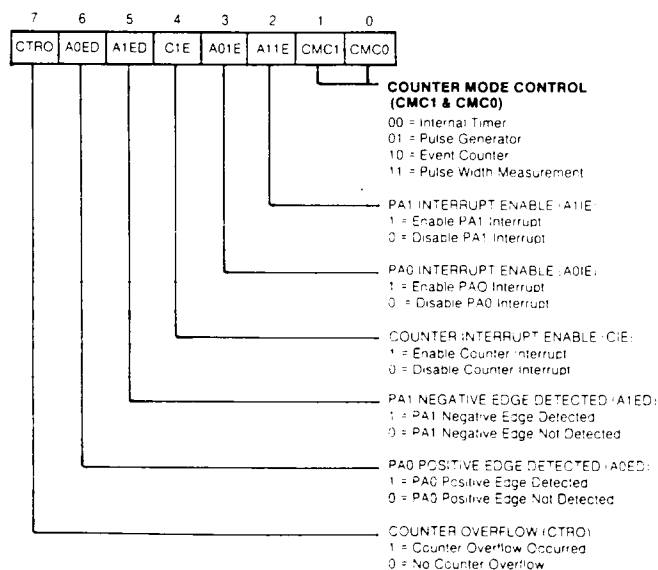 7 6 5 4 3 2 1 0
CTRO A0ED A1ED C1E A01E A11E CMC1 CMC0
COUNTER MODE CONTROL
(CMC1 & CMC0)
00 = Internal Timer
01 = Pulse Generator
10 = Event Counter
11 = Pulse Width Measurement
PA1 INTERRUPT ENABLE (A1IE)
1 = Enable PA1 Interrupt
0 = Disable PA1 Interrupt
PA0 INTERRUPT ENABLE (A0IE)
1 = Enable PAO Interrupt
0 = Disable PA0 Interrupt
COUNTER INTERRUPT ENABLE (CIE)
1 = Enable Counter Interrupt
0 = Disable Counter Interrupt
PA1 NEGATIVE EDGE DETECTED (A1ED)
1 = PA1 Negative Edge Detected
0 = PA1 Negative Edge Not Detected
PA0 POSITIVE EDGE DETECTED (A0ED)
1 = PA0 Positive Edge Detected
0 = PA0 Positive Edge Not Detected
COUNTER OVERFLOW (CTRO)
1 = Counter Overflow Occurred
0 = No Counter Overflow